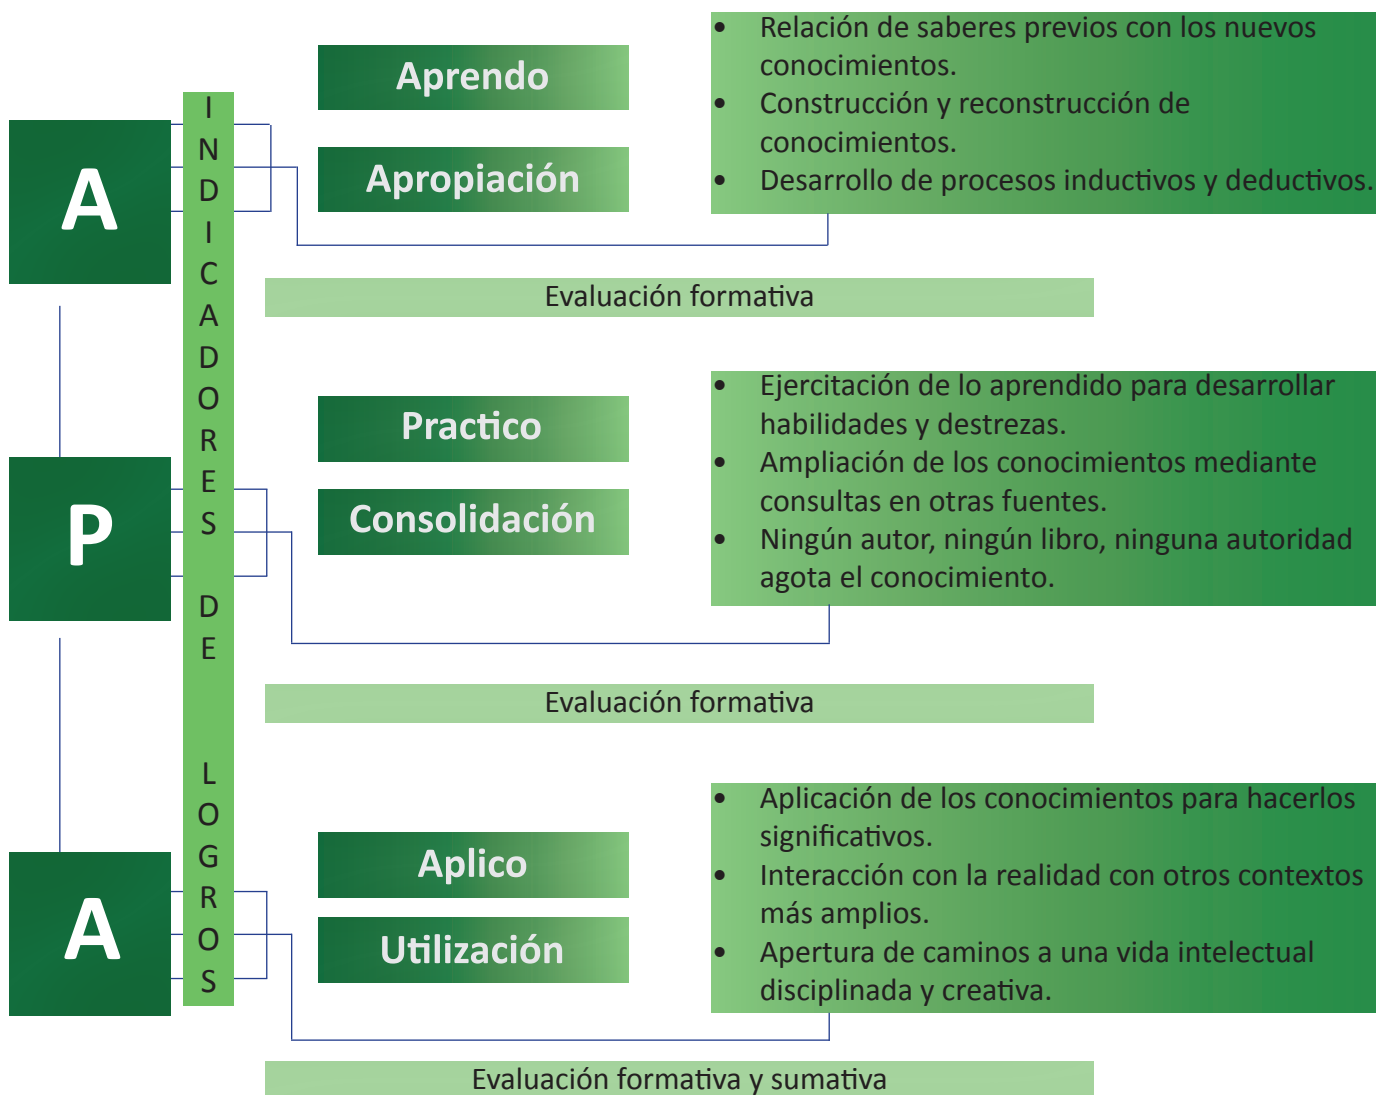 A
INDICADORES DE LOGROS
Aprendo
Apropiación
• Relación de saberes previos con los nuevos
conocimientos.
• Construcción y reconstrucción de
conocimientos.
• Desarrollo de procesos inductivos y deductivos.
Evaluación formativa
P
Practico
Consolidación
• Ejercitación de lo aprendido para desarrollar
habilidades y destrezas.
• Ampliación de los conocimientos mediante
consultas en otras fuentes.
• Ningún autor, ningún libro, ninguna autoridad
agota el conocimiento.
Evaluación formativa
A
Aplico
Utilización
• Aplicación de los conocimientos para hacerlos
significativos.
• Interacción con la realidad con otros contextos
más amplios.
• Apertura de caminos a una vida intelectual
disciplinada y creativa.
Evaluación formativa y sumativa